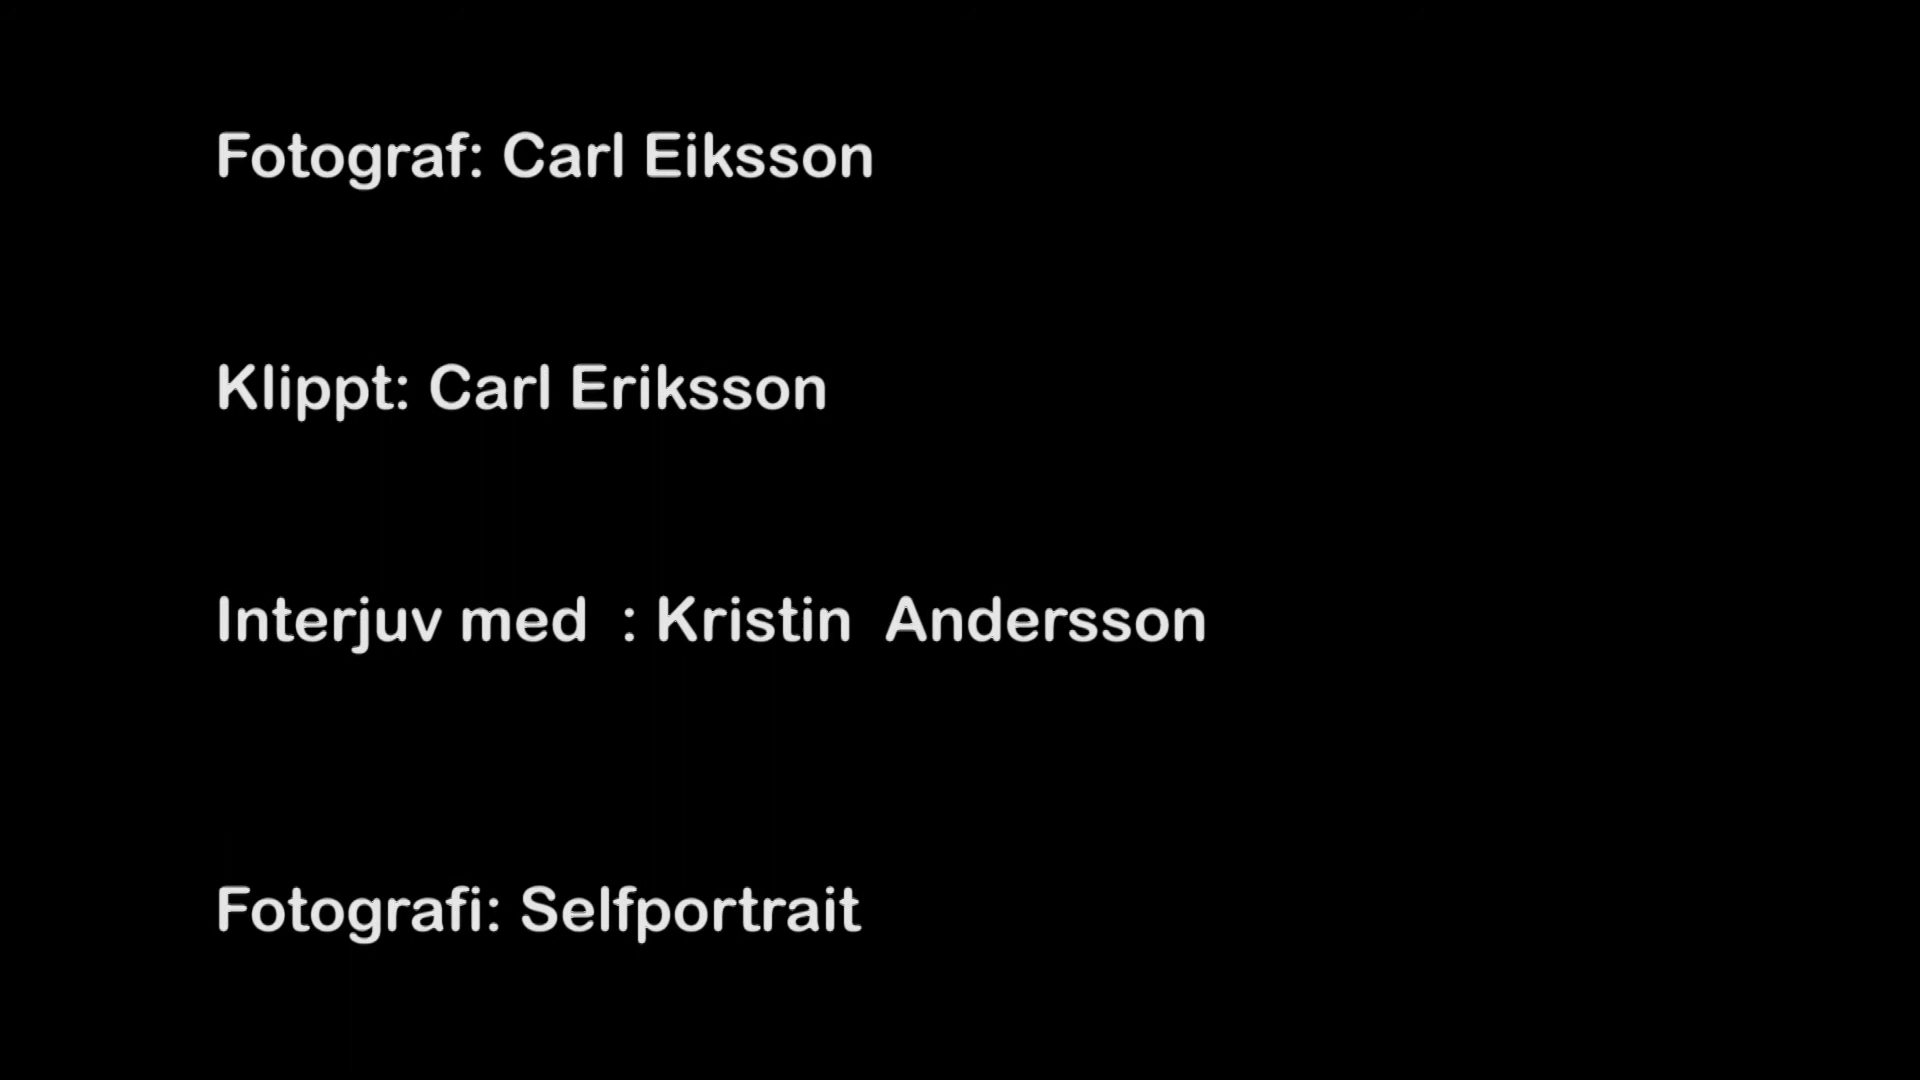 Fotograf: Carl Eiksson
Klippt: Carl Eriksson
Interjuv med  : Kristin  Andersson
Fotografi: Selfportrait